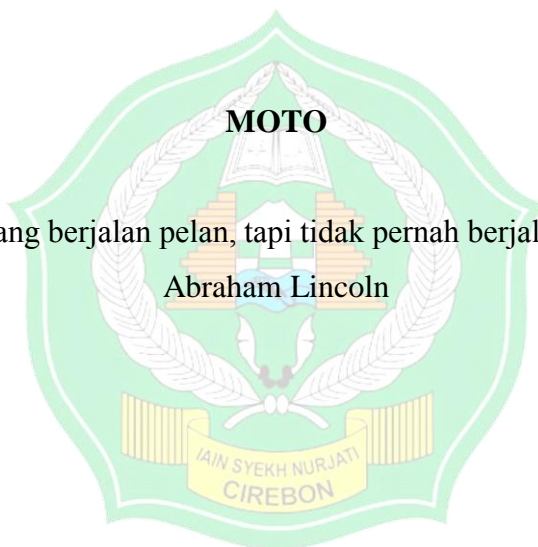 MOTO
ang berjalan pelan, tapi tidak pernah berjal
Abraham Lincoln
IAIN SYEKH NURJATI
CIREBON